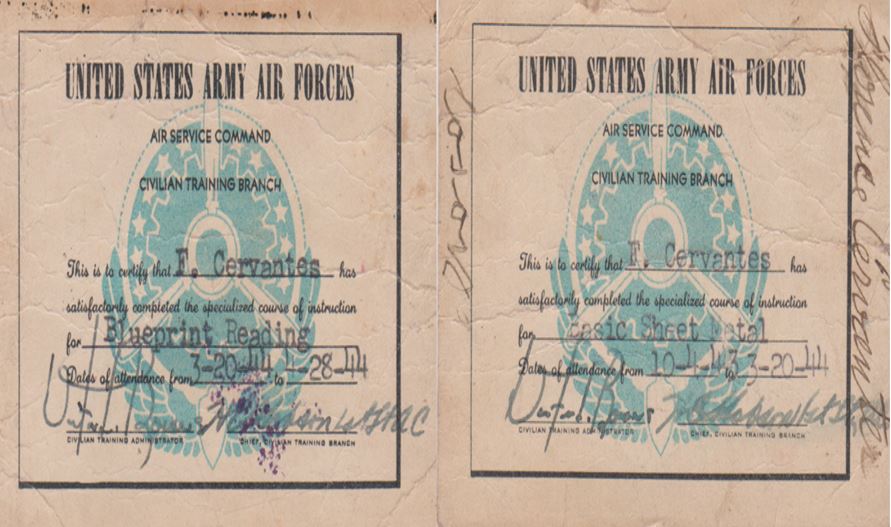 UNITED STATES ARMY AIR FORCES
AIR SERVICE COMMAND
CIVILIAN TRAINING BRANCH
This is to certify that F. Cervantes has
satisfactorily completed the specialized course of instruction
for Blueprint Reading
Dates of attendance from 3-20-44 to -28-44
CIVILIAN TRAINING ADMINISTRATOR
CHIEF, CIVILIAN TRAINING BRANCH
UNITED STATES ARMY AIR FORCES
AIR SERVICE COMMAND
CIVILIAN TRAINING BRANCH
This is to certify that F. Cervantes has
satisfactorily completed the specialized course of instruction
for Basic Sheet Metal
Dates of attendance from 10-4-43 to 3-20-44
CIVILIAN TRAINING ADMINISTRATOR
CHIEF, CIVILIAN TRAINING BRANCH
Cervantes